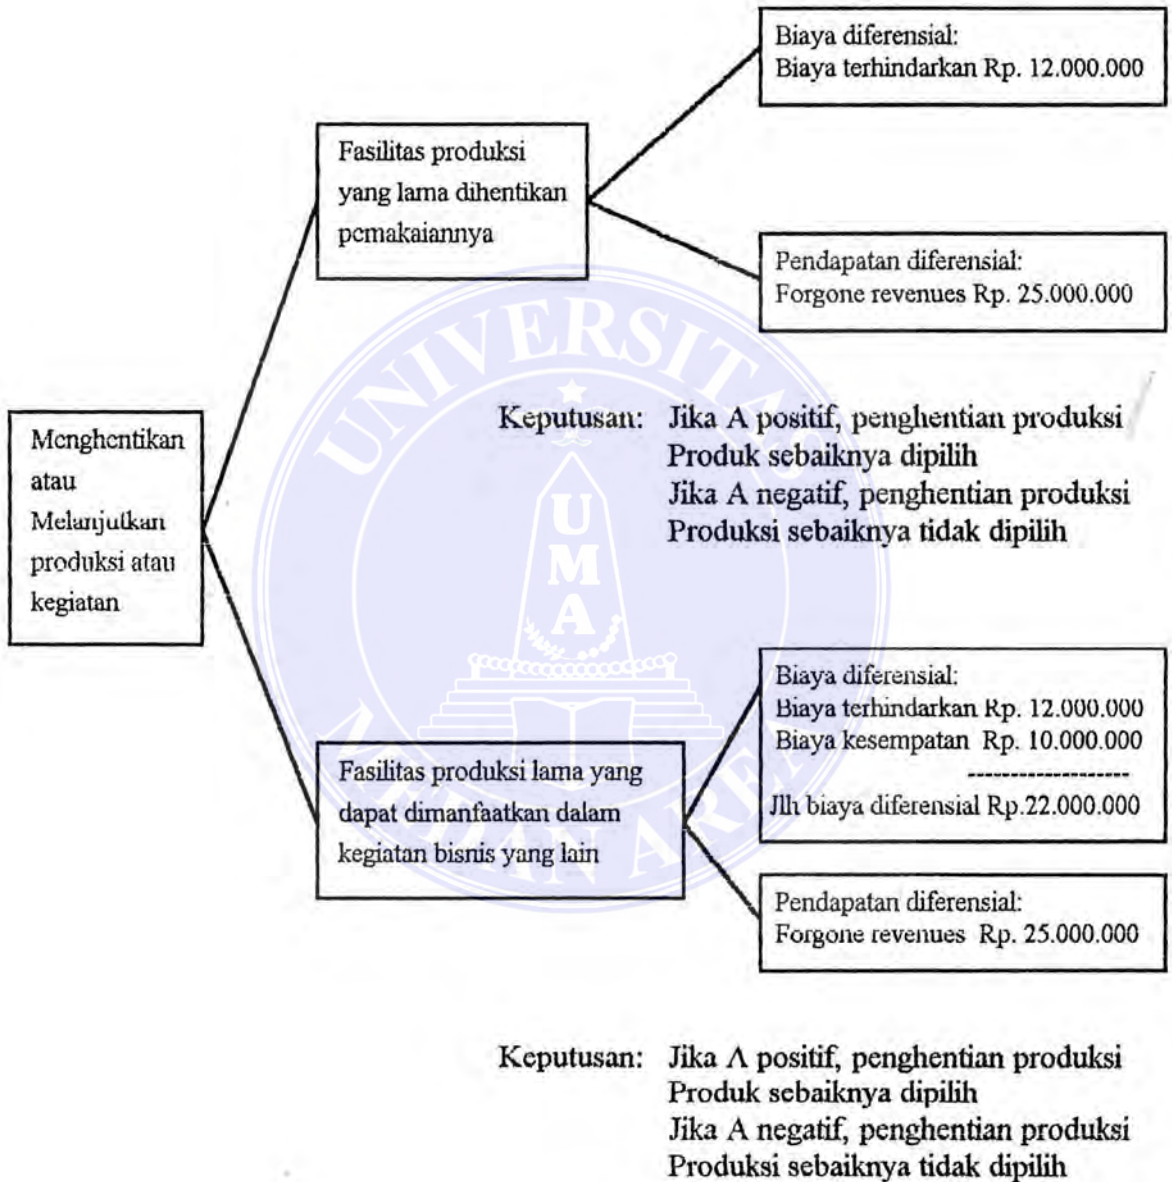 Biaya diferensial:
Biaya terhindarkan Rp. 12.000.000
Fasilitas produksi
yang lama dihentikan
pemakaiannya
Pendapatan diferensial:
Forgone revenues Rp. 25.000.000
Keputusan: Jika A positif, penghentian produksi
Produk sebaiknya dipilih
Jika A negatif, penghentian produksi
Produksi sebaiknya tidak dipilih
Menghentikan
atau
Melanjutkan
produksi atau
kegiatan
UNIVERSITAS
UMA
MEDAN AREA
Biaya diferensial:
Biaya terhindarkan Rp. 12.000.000
Biaya kesempatan Rp. 10.000.000
-------------------
Jlh biaya diferensial Rp.22.000.000
Fasilitas produksi lama yang
dapat dimanfaatkan dalam
kegiatan bisnis yang lain
Pendapatan diferensial:
Forgone revenues Rp. 25.000.000
Keputusan: Jika A positif, penghentian produksi
Produk sebaiknya dipilih
Jika A negatif, penghentian produksi
Produksi sebaiknya tidak dipilih